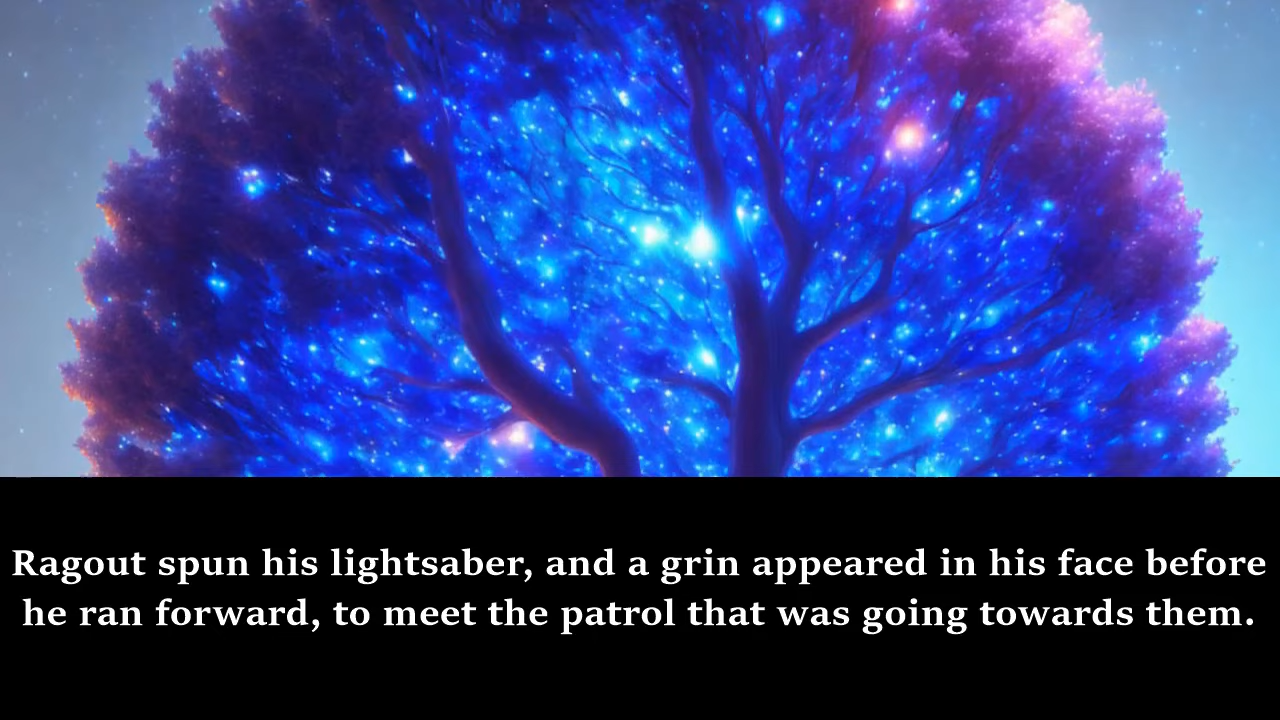 Ragout spun his lightsaber, and a grin appeared in his face before
he ran forward, to meet the patrol that was going towards them.